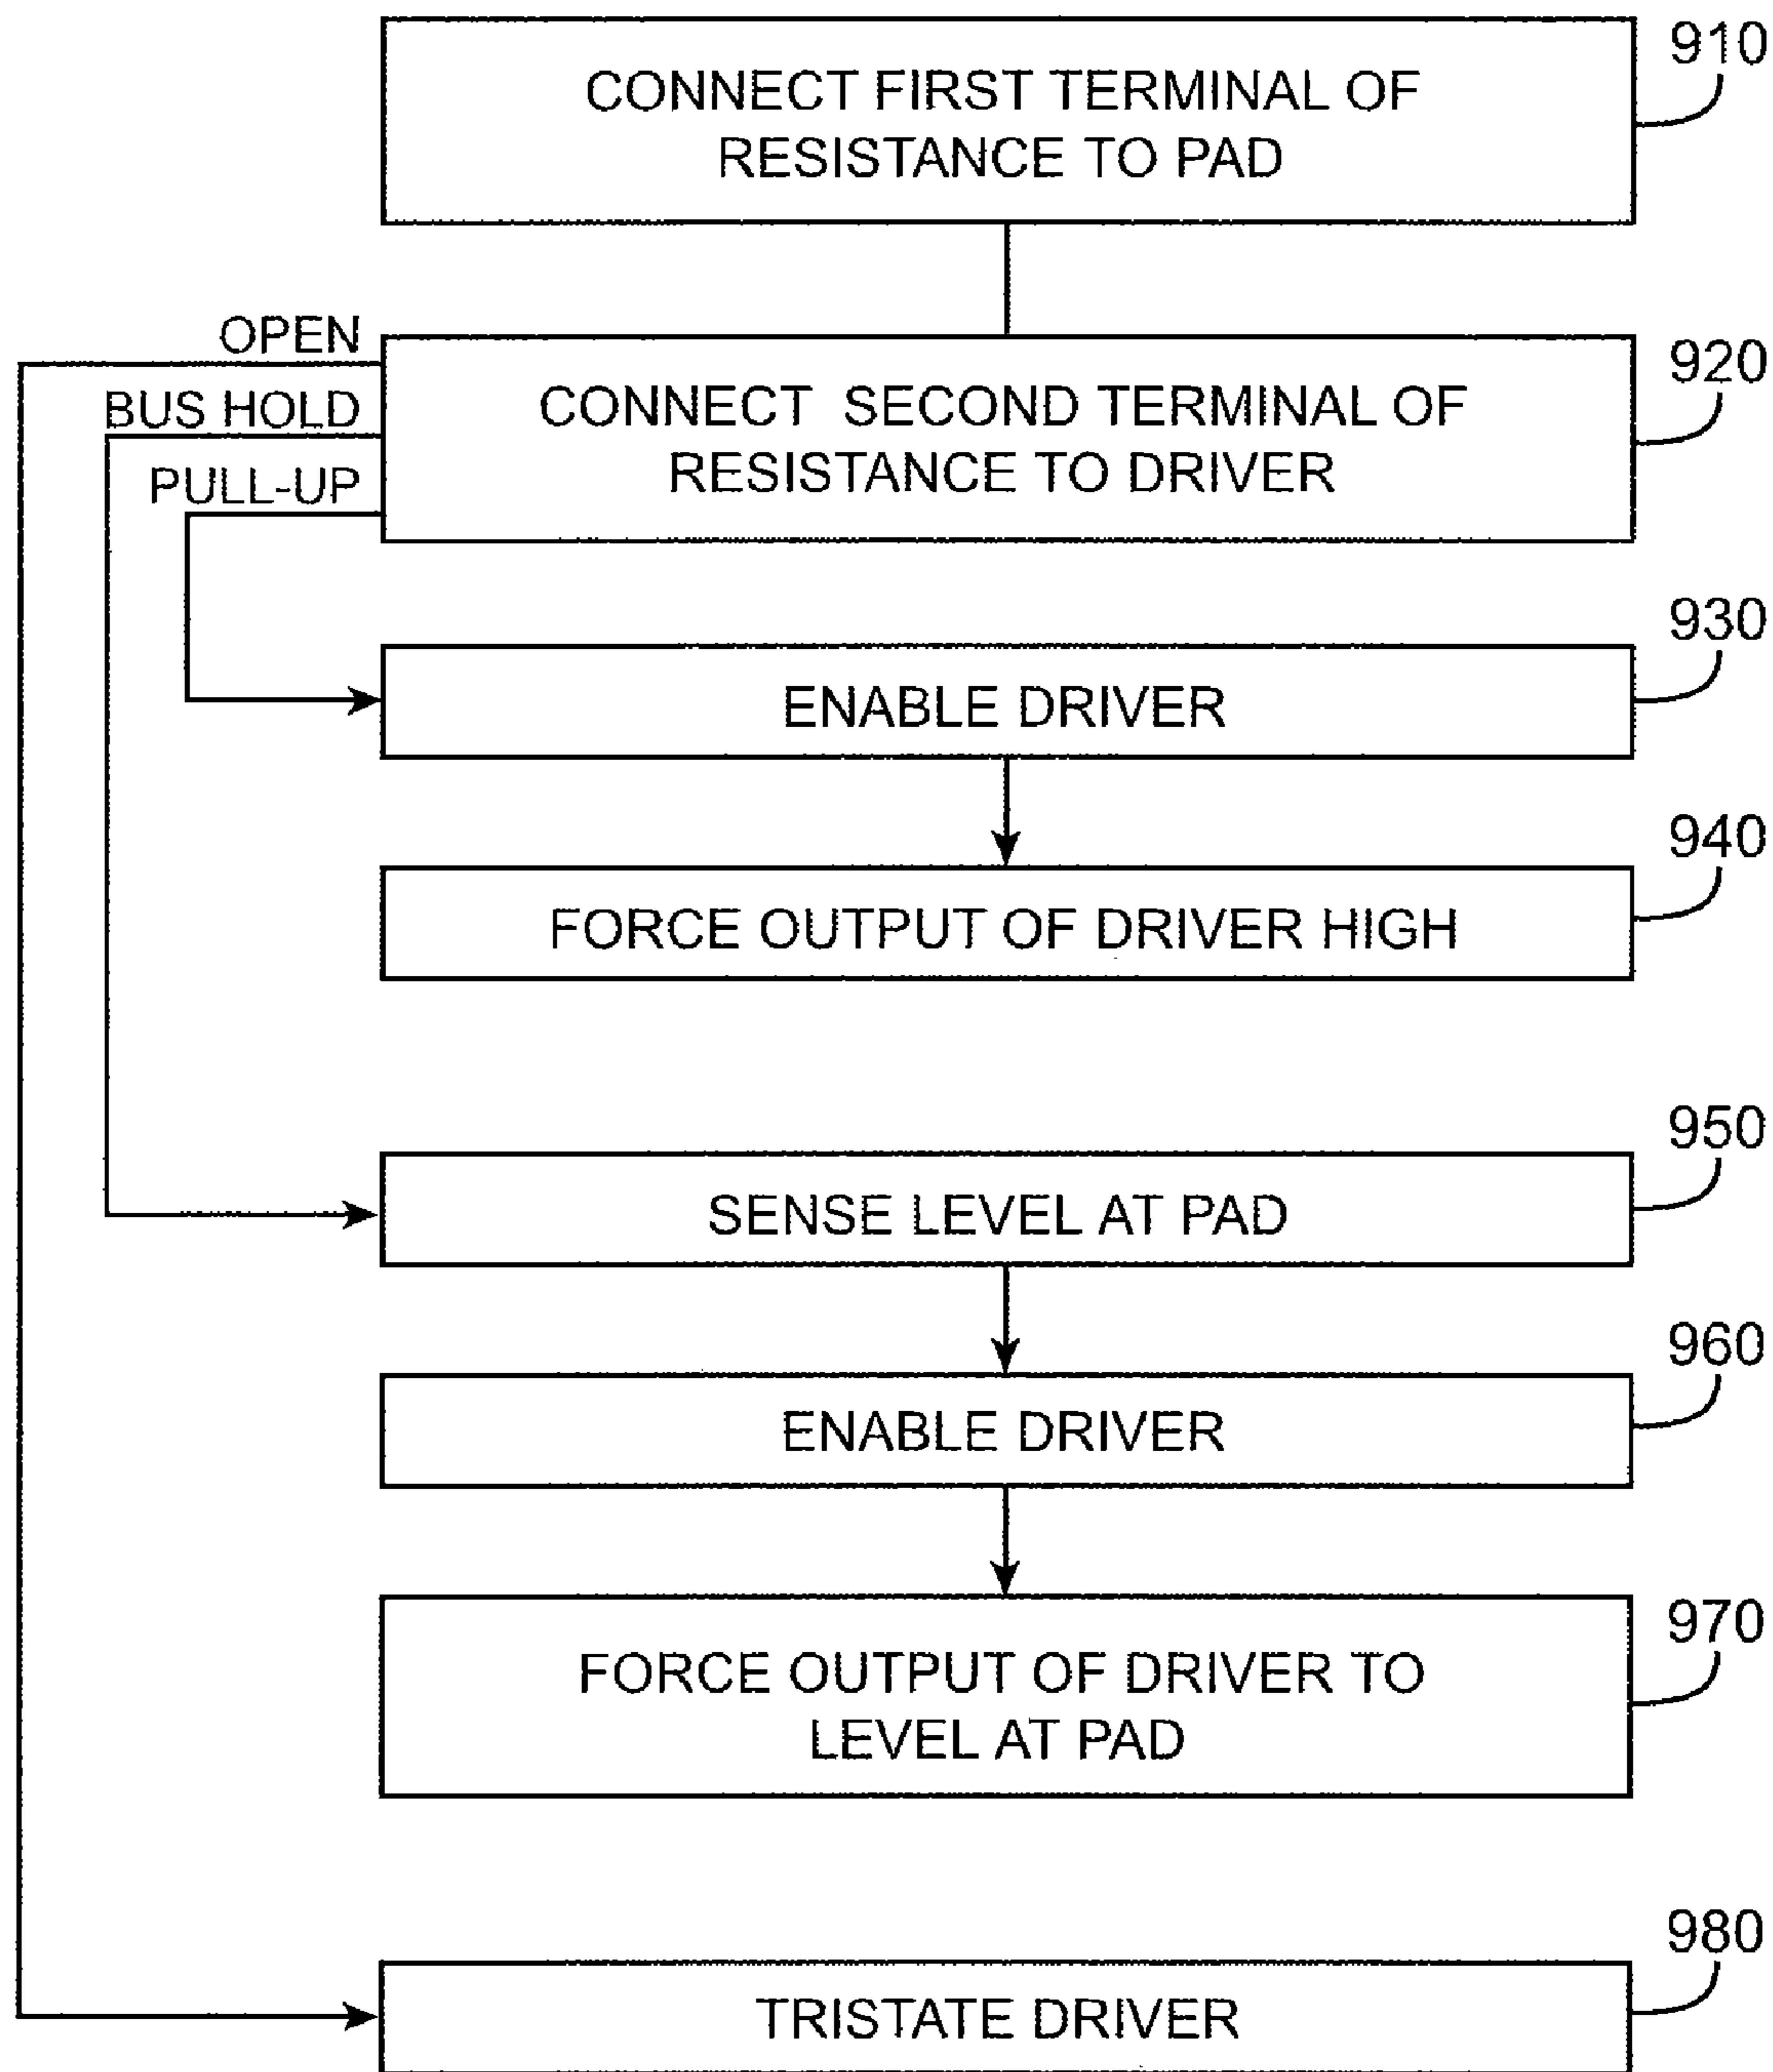 910
CONNECT FIRST TERMINAL OF
RESISTANCE TO PAD
OPEN
BUS HOLD
PULL-UP
920
CONNECT SECOND TERMINAL OF
RESISTANCE TO DRIVER
930
ENABLE DRIVER
940
FORCE OUTPUT OF DRIVER HIGH
950
SENSE LEVEL AT PAD
960
ENABLE DRIVER
970
FORCE OUTPUT OF DRIVER TO
LEVEL AT PAD
980
TRISTATE DRIVER